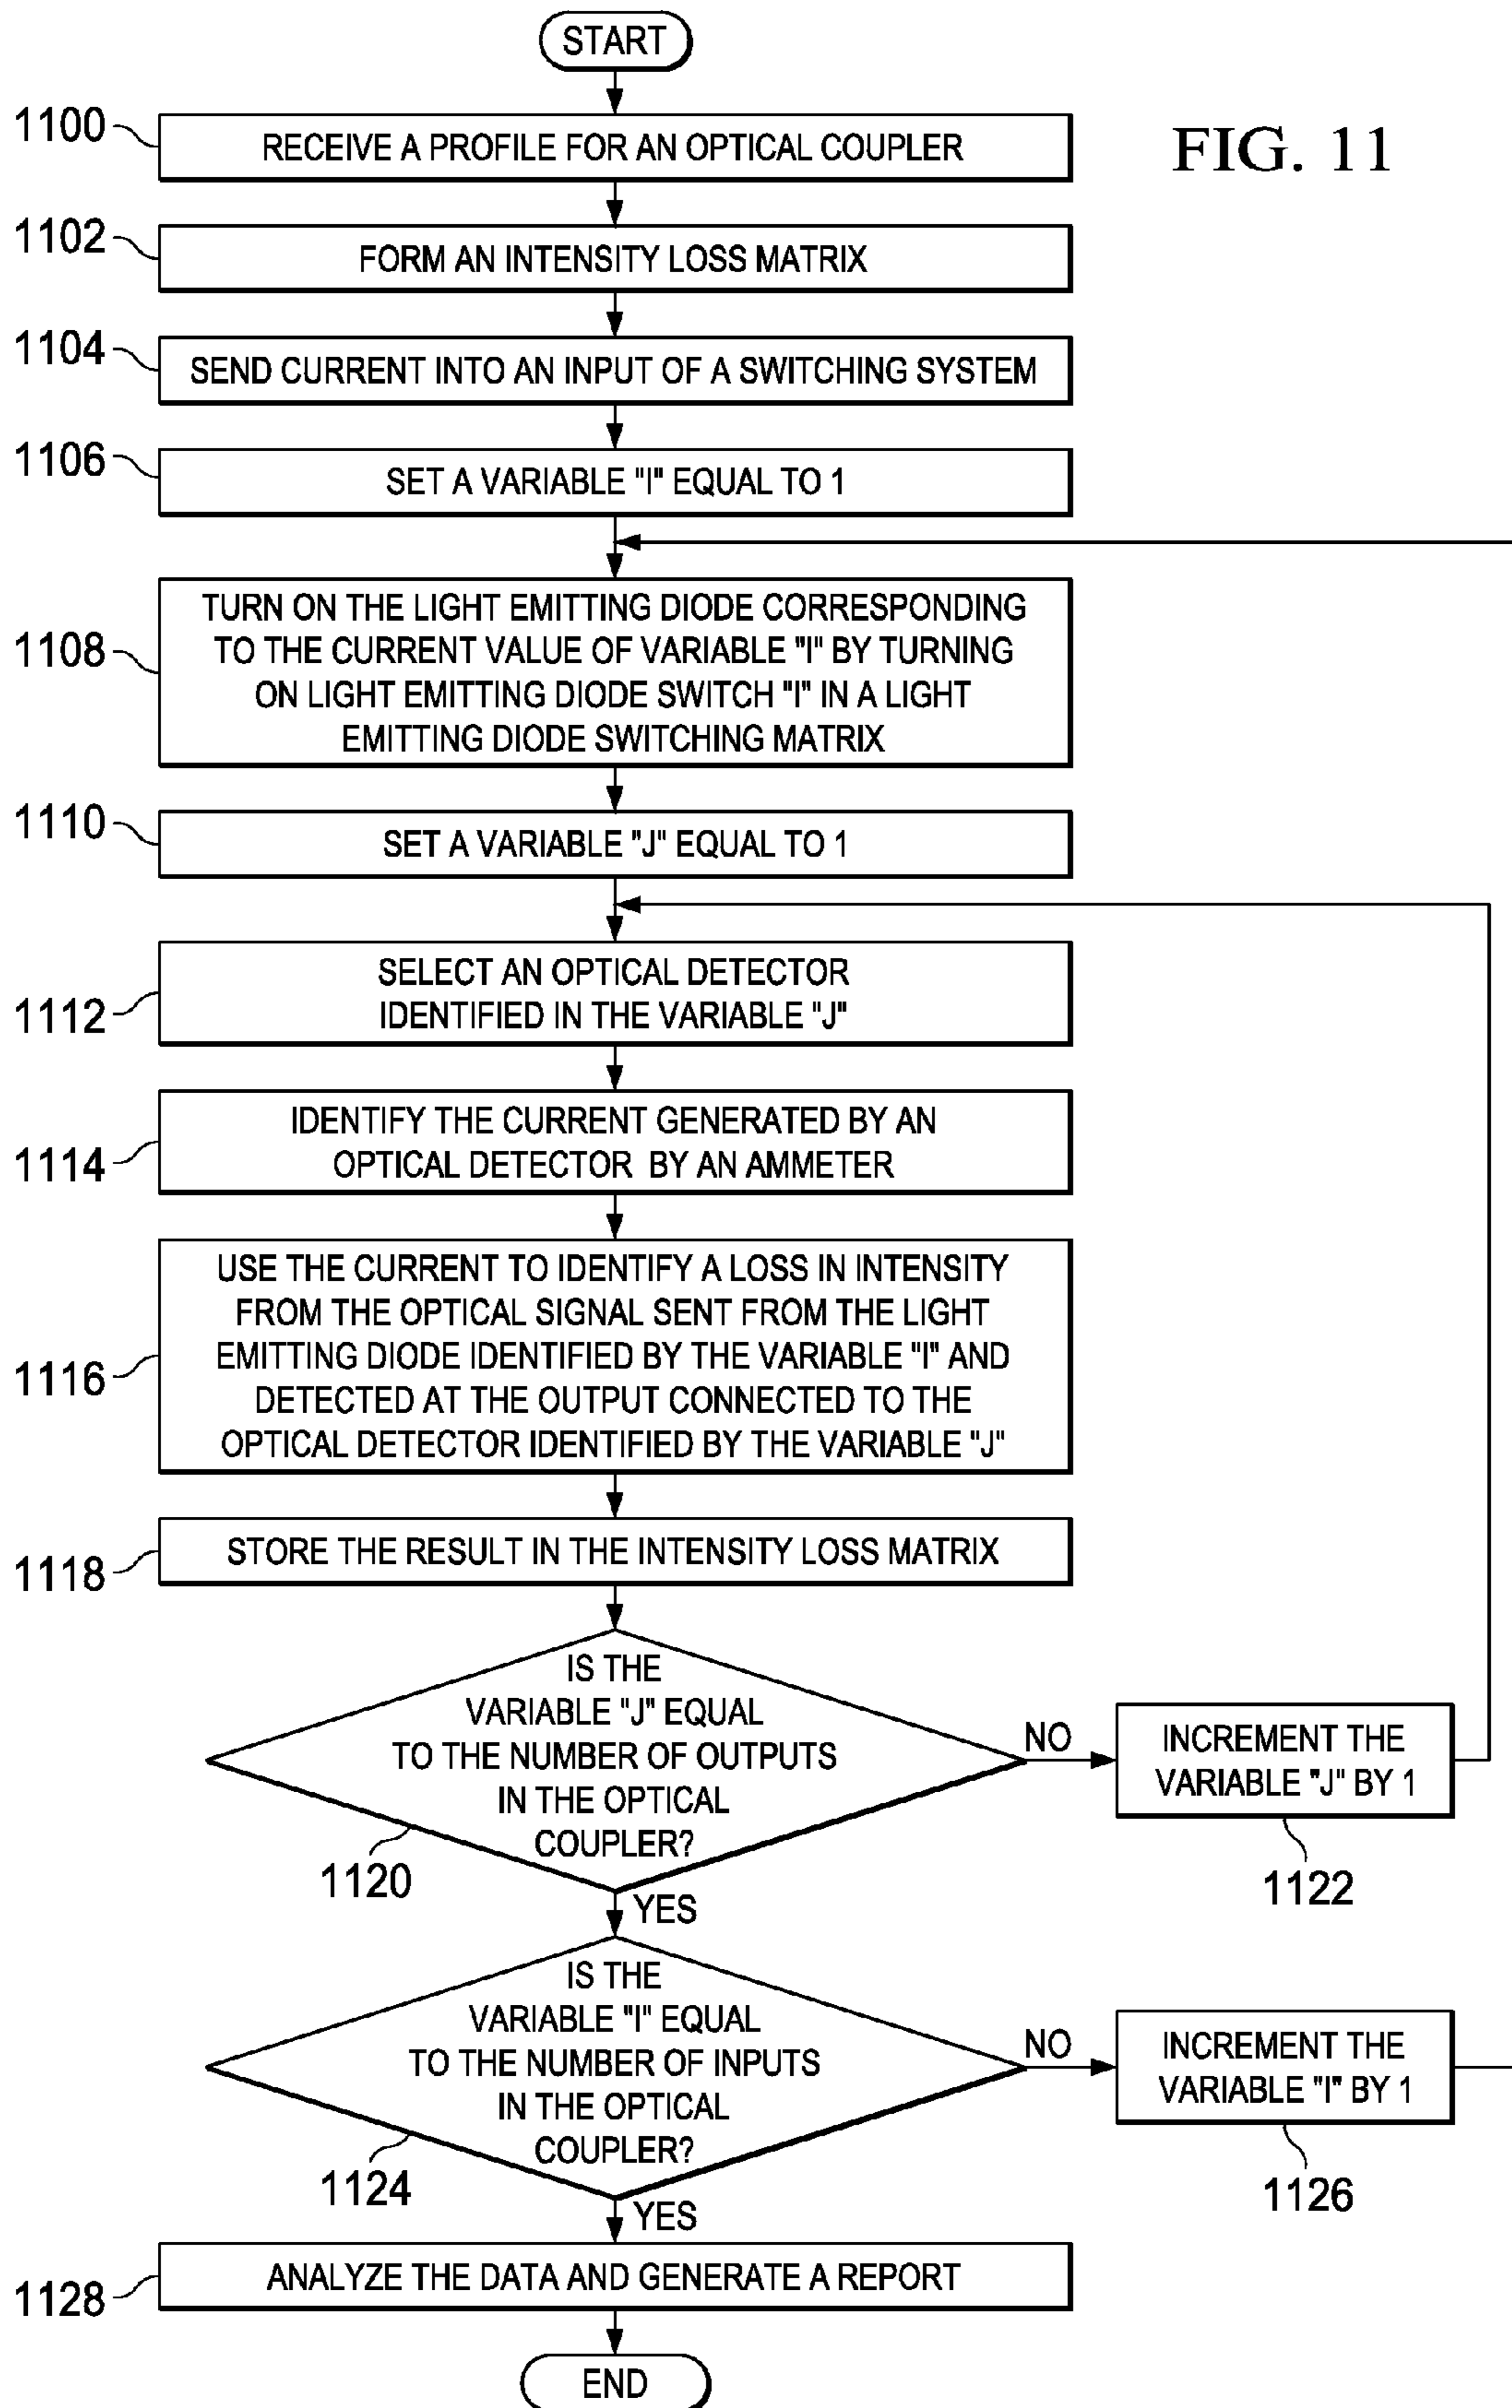 START
1100
RECEIVE A PROFILE FOR AN OPTICAL COUPLER
FIG. 11
1102
FORM AN INTENSITY LOSS MATRIX
1104
SEND CURRENT INTO AN INPUT OF A SWITCHING SYSTEM
1106
SET A VARIABLE "I" EQUAL TO 1
1108
TURN ON THE LIGHT EMITTING DIODE CORRESPONDING
TO THE CURRENT VALUE OF VARIABLE "I" BY TURNING
ON LIGHT EMITTING DIODE SWITCH "I" IN A LIGHT
EMITTING DIODE SWITCHING MATRIX
1110
SET A VARIABLE "J" EQUAL TO 1
1112
SELECT AN OPTICAL DETECTOR
IDENTIFIED IN THE VARIABLE "J"
1114
IDENTIFY THE CURRENT GENERATED BY AN
OPTICAL DETECTOR BY AN AMMETER
1116
USE THE CURRENT TO IDENTIFY A LOSS IN INTENSITY
FROM THE OPTICAL SIGNAL SENT FROM THE LIGHT
EMITTING DIODE IDENTIFIED BY THE VARIABLE "I" AND
DETECTED AT THE OUTPUT CONNECTED TO THE
OPTICAL DETECTOR IDENTIFIED BY THE VARIABLE "J"
1118
STORE THE RESULT IN THE INTENSITY LOSS MATRIX
IS THE
VARIABLE "J" EQUAL
TO THE NUMBER OF OUTPUTS
IN THE OPTICAL
COUPLER?
1120
NO
INCREMENT THE
VARIABLE "J" BY 1
1122
YES
IS THE
VARIABLE "I" EQUAL
TO THE NUMBER OF INPUTS
IN THE OPTICAL
COUPLER?
1124
NO
INCREMENT THE
VARIABLE "I" BY 1
1126
YES
1128
ANALYZE THE DATA AND GENERATE A REPORT
END